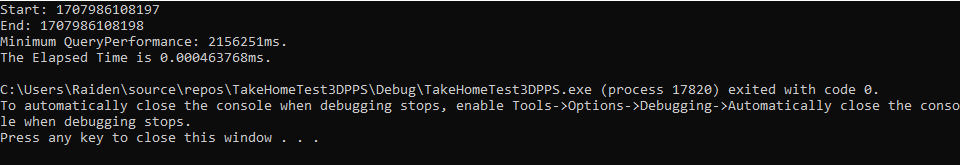 Start: 1707986108197
End: 1707986108198
Minimum QueryPerformance: 2156251ms.
The Elapsed Time is 0.000463768ms.
C:\Users\Raiden\source\repos\TakeHomeTest3DPPS\Debug\TakeHomeTest3DPPS.exe (process 17820) exited with code 0.
To automatically close the console when debugging stops, enable Tools->Options->Debugging->Automatically close the conso
le when debugging stops.
Press any key to close this window . . .